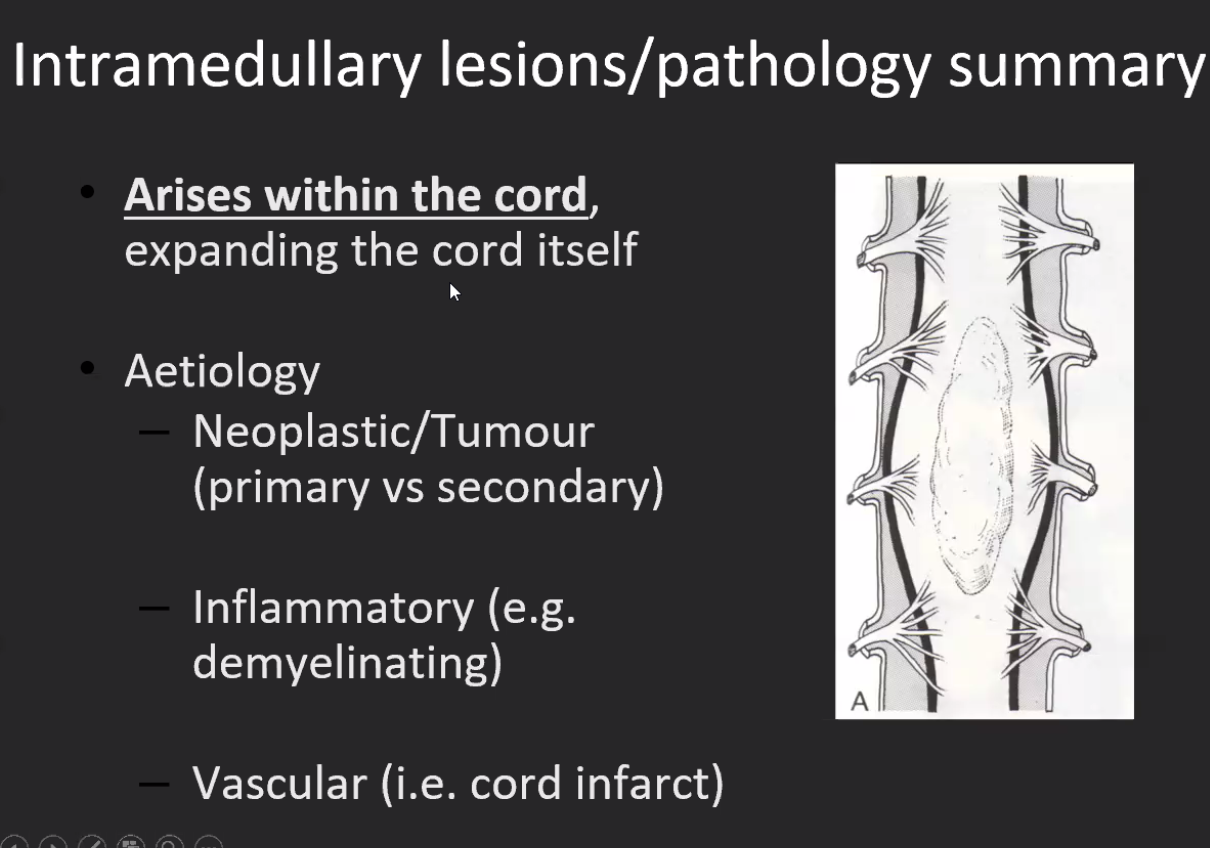 Intramedullary lesions/pathology summary
• Arises within the cord,
expanding the cord itself
• Aetiology
– Neoplastic/Tumour
(primary vs secondary)
– Inflammatory (e.g.
demyelinating)
– Vascular (i.e. cord infarct)
A